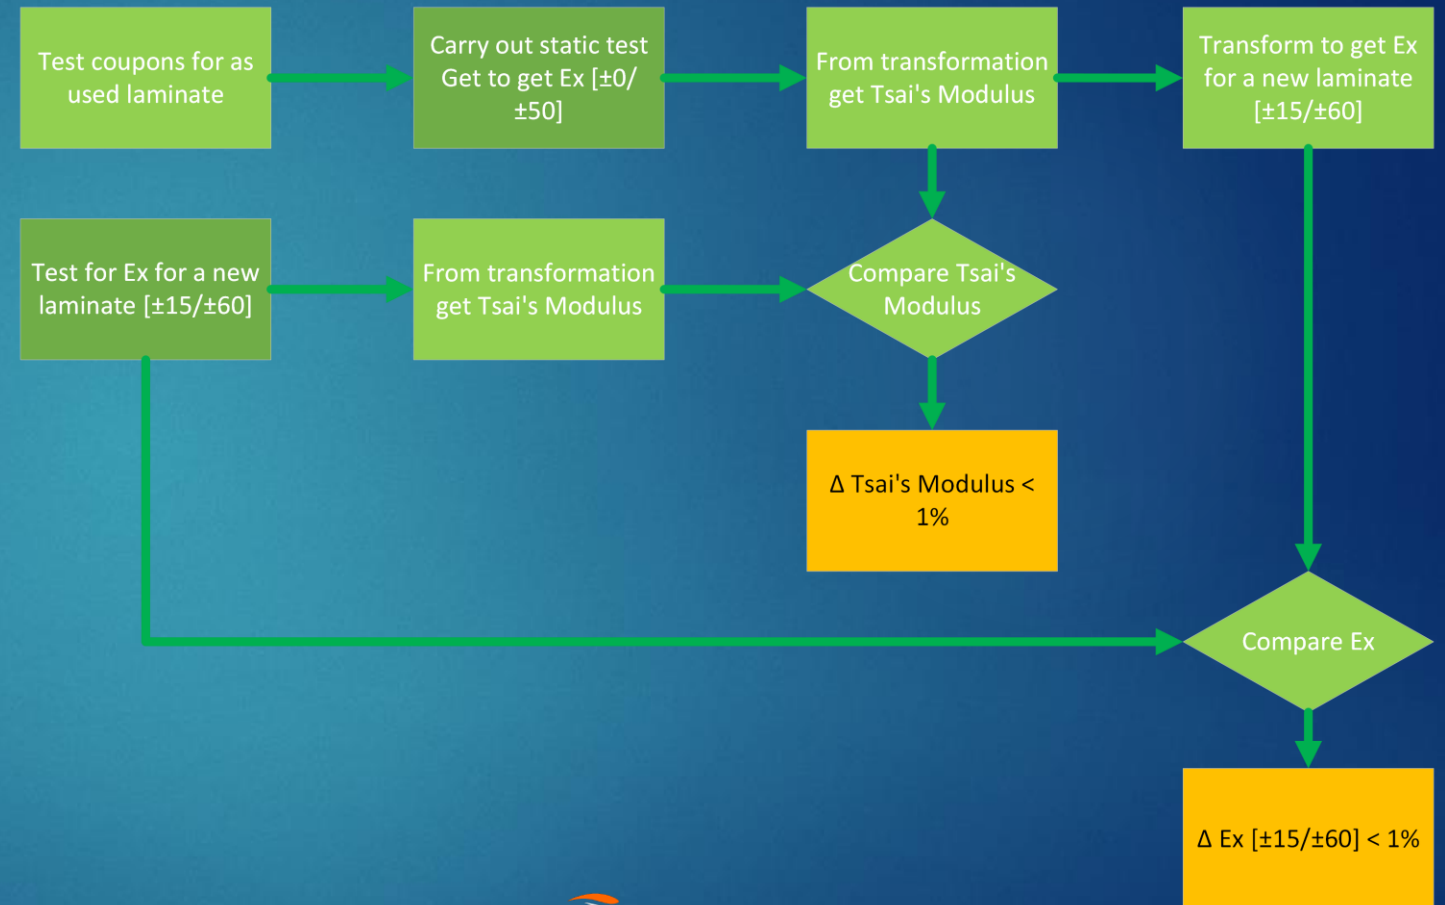 Test coupons for as
used laminate
Carry out static test
Get to get Ex [±0/
±50]
From transformation
get Tsai's Modulus
Transform to get Ex
for a new laminate
[±15/±60]
Test for Ex for a new
laminate [±15/±60]
From transformation
get Tsai's Modulus
Compare Tsai's
Modulus
Δ Tsai's Modulus <
1%
Compare Ex
Δ Ex [±15/±60] < 1%